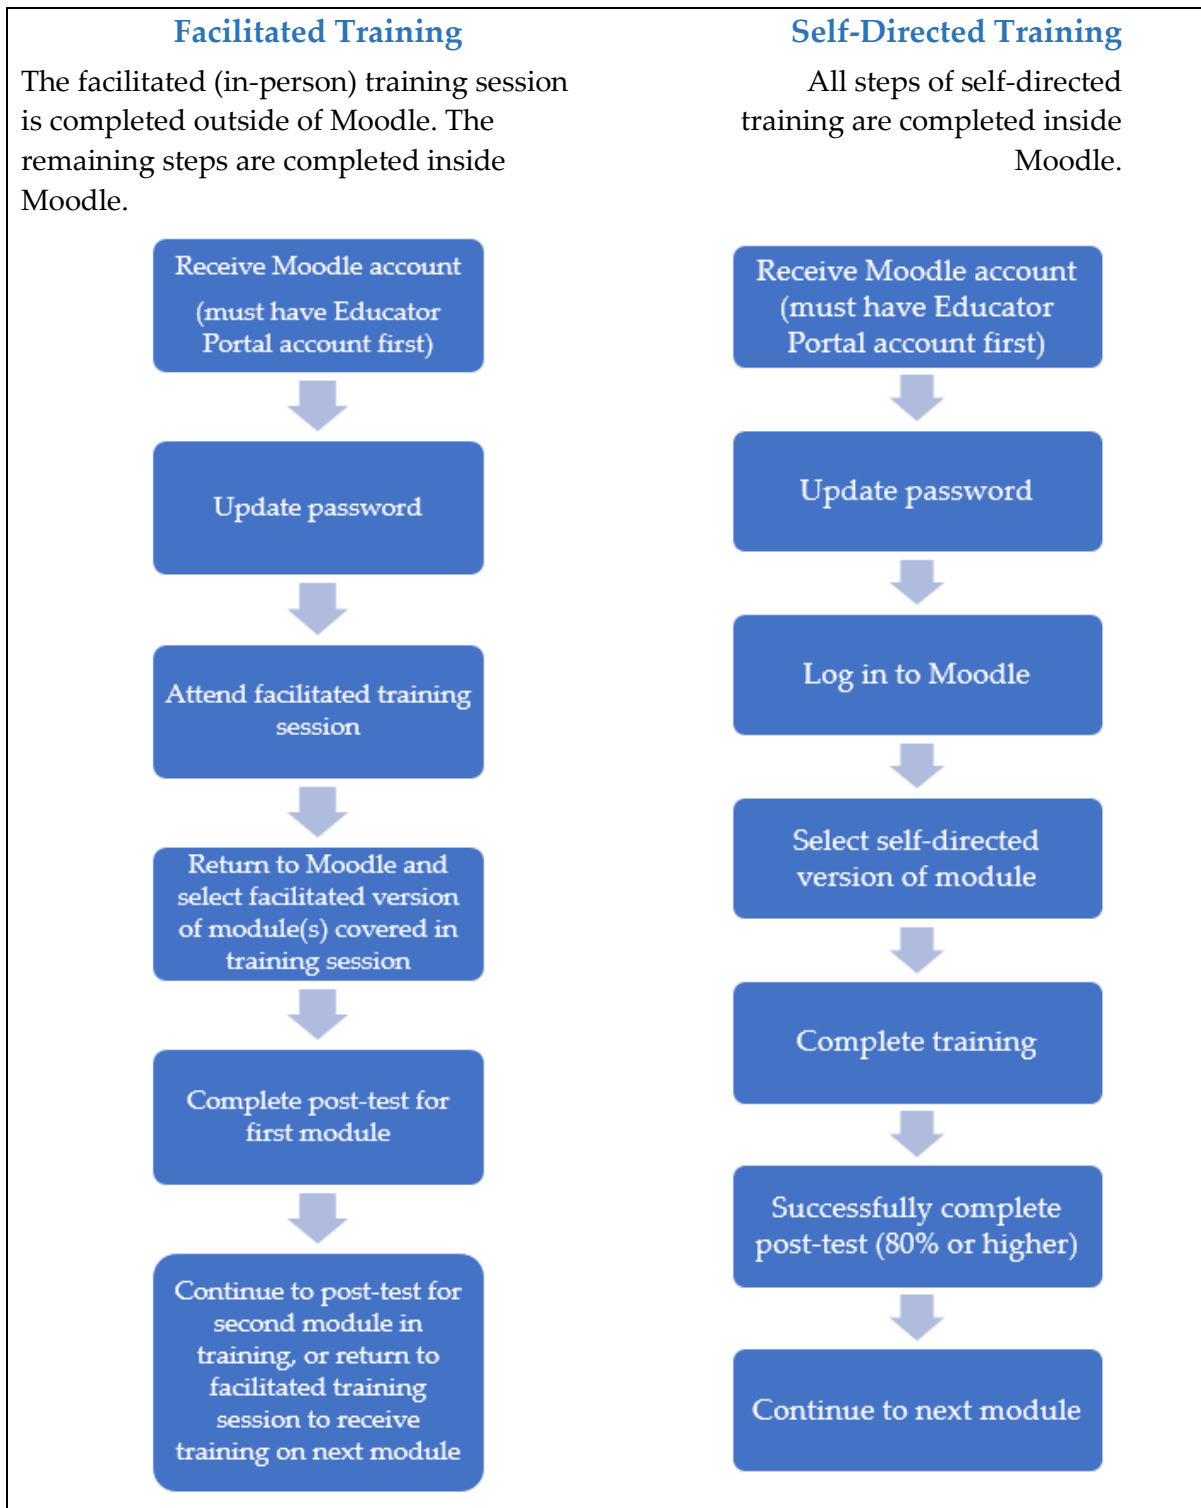 Facilitated Training
The facilitated (in-person) training session
is completed outside of Moodle. The
remaining steps are completed inside
Moodle.
Receive Moodle account
(must have Educator
Portal account first)
Update password
Attend facilitated training
session
Return to Moodle and
select facilitated version
of module(s) covered in
training session
Complete post-test for
first module
Continue to post-test for
second module in
training, or return to
facilitated training
session to receive
training on next module
Self-Directed Training
All steps of self-directed
training are completed inside
Moodle.
Receive Moodle account
(must have Educator
Portal account first)
Update password
Log in to Moodle
Select self-directed
version of module
Complete training
Successfully complete
post-test (80% or higher)
Continue to next module